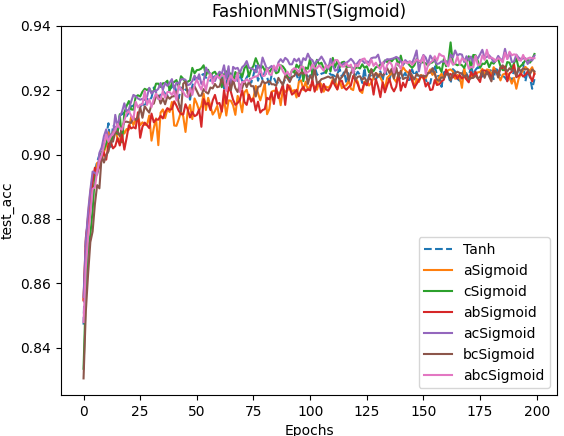 FashionMNIST(Sigmoid)
0.94
0.92
0.90
0.88
0.86
0.84
test_acc
0 25 50 75 100 125 150 175 200
Epochs
Tanh
aSigmoid
cSigmoid
abSigmoid
acSigmoid
bcSigmoid
abcSigmoid